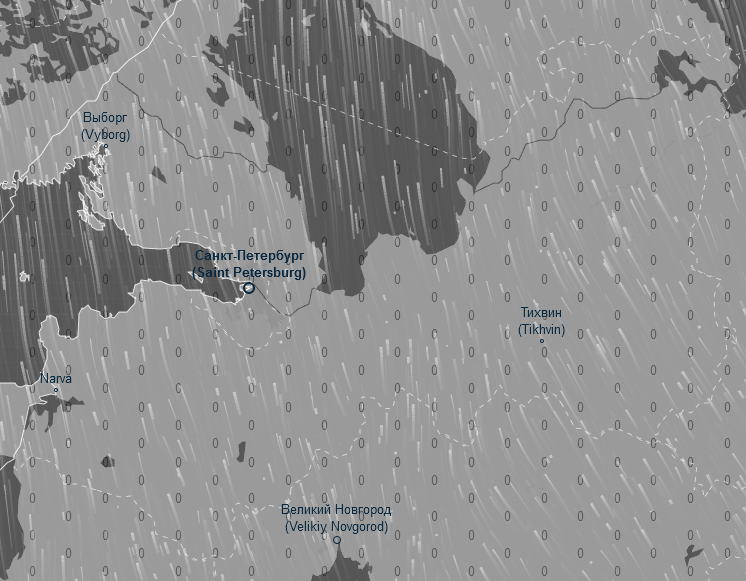 Выборг
(Vyborg)
Санкт-Петербург
(Saint Petersburg)
Тихвин
(Tikhvin)
Narva
Великий Новгород
(Velikiy Novgorod)